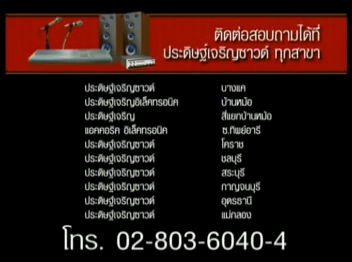 ติดต่อสอบถามได้ที่
ประดิษฐ์เจริญซาวด์ ทุกสาขา
ประดิษฐ์เจริญซาวด์ บางแค
ประดิษฐ์เจริญอิเล็คทรอนิค บ้านหม้อ
ประดิษฐ์เจริญ สี่แยกบ้านหม้อ
แอคคอริค อิเล็คทรอนิค ซ.ทิพย์วารี
ประดิษฐ์เจริญซาวด์ โคราช
ประดิษฐ์เจริญซาวด์ ชลบุรี
ประดิษฐ์เจริญซาวด์ สระบุรี
ประดิษฐ์เจริญซาวด์ กาญจนบุรี
ประดิษฐ์เจริญซาวด์ อุดรธานี
ประดิษฐ์เจริญซาวด์ แม่กลอง
โทร. 02-803-6040-4